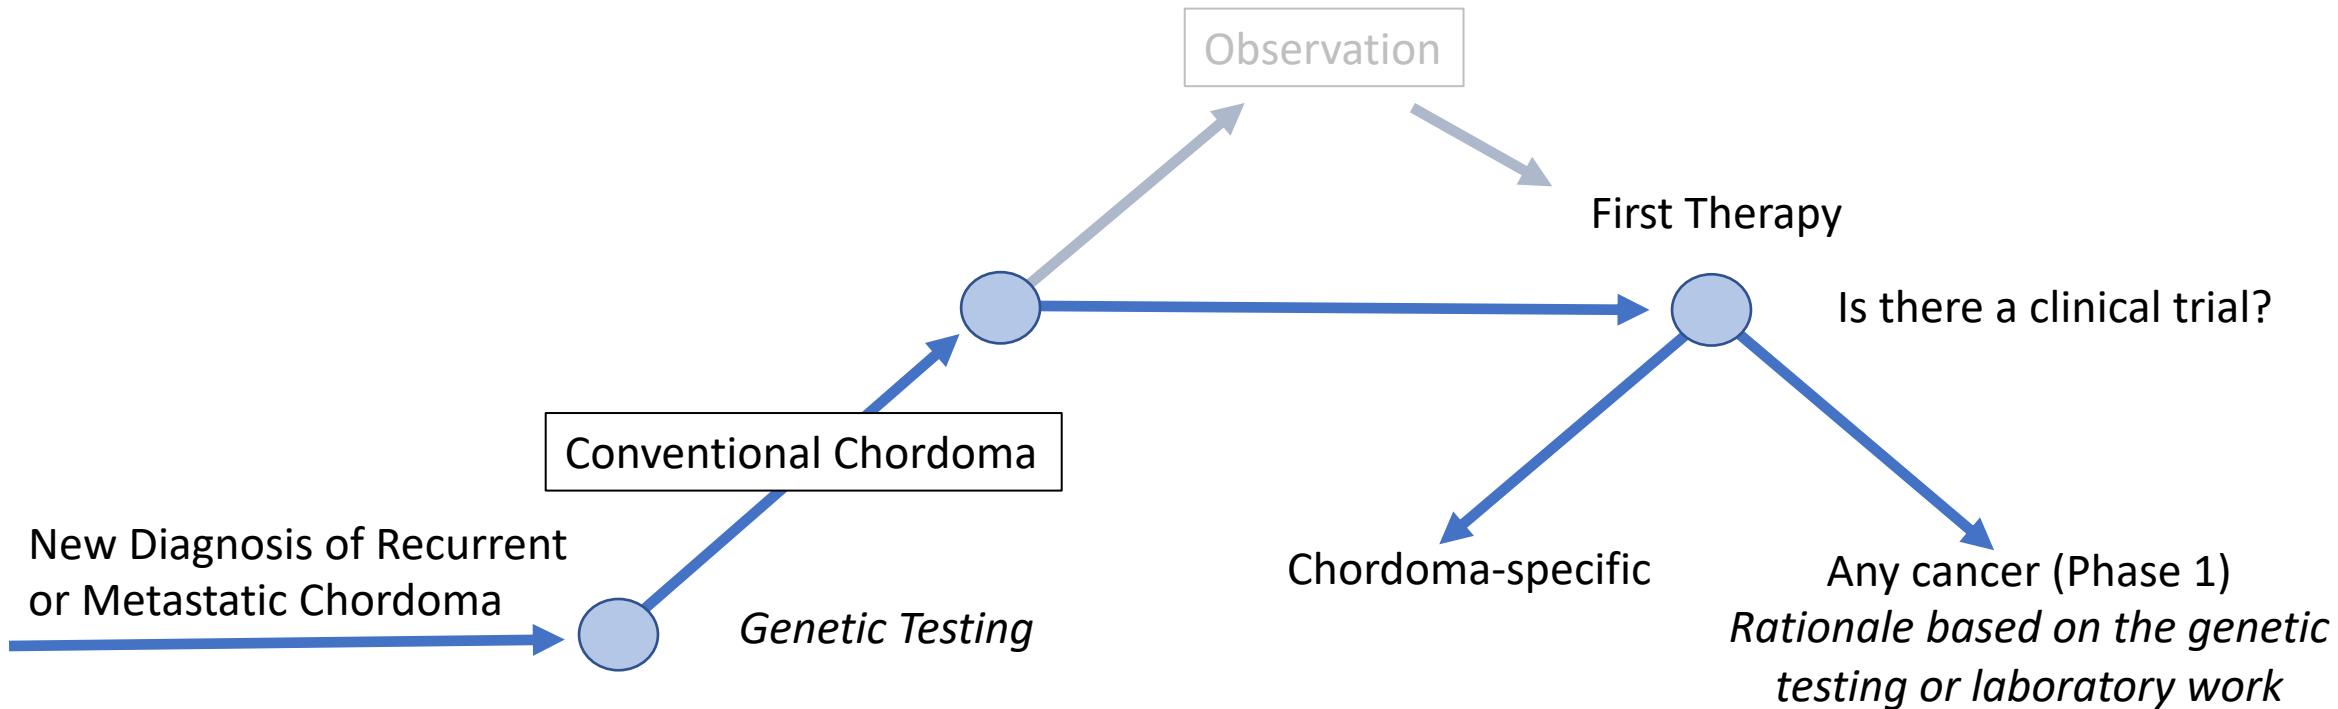 Observation
First Therapy
Is there a clinical trial?
Conventional Chordoma
New Diagnosis of Recurrent
or Metastatic Chordoma
Genetic Testing
Chordoma-specific
Any cancer (Phase 1)
Rationale based on the genetic
testing or laboratory work